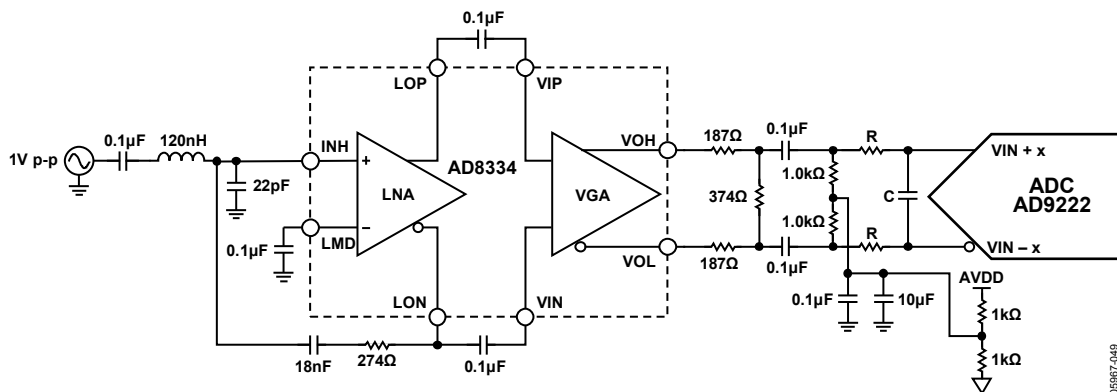 0.1µF
LOP
VIP
1V p-p
0.1µF
120nH
INH
22pF
0.1µF
LMD
+
–
LNA
AD8334
VGA
LON
VIN
18nF
274Ω
0.1µF
VOH
VOL
187Ω
187Ω
374Ω
0.1µF
0.1µF
1.0kΩ
1.0kΩ
R
R
C
VIN + x
ADC
AD9222
VIN – x
0.1µF
10µF
AVDD
1kΩ
1kΩ
05967-049